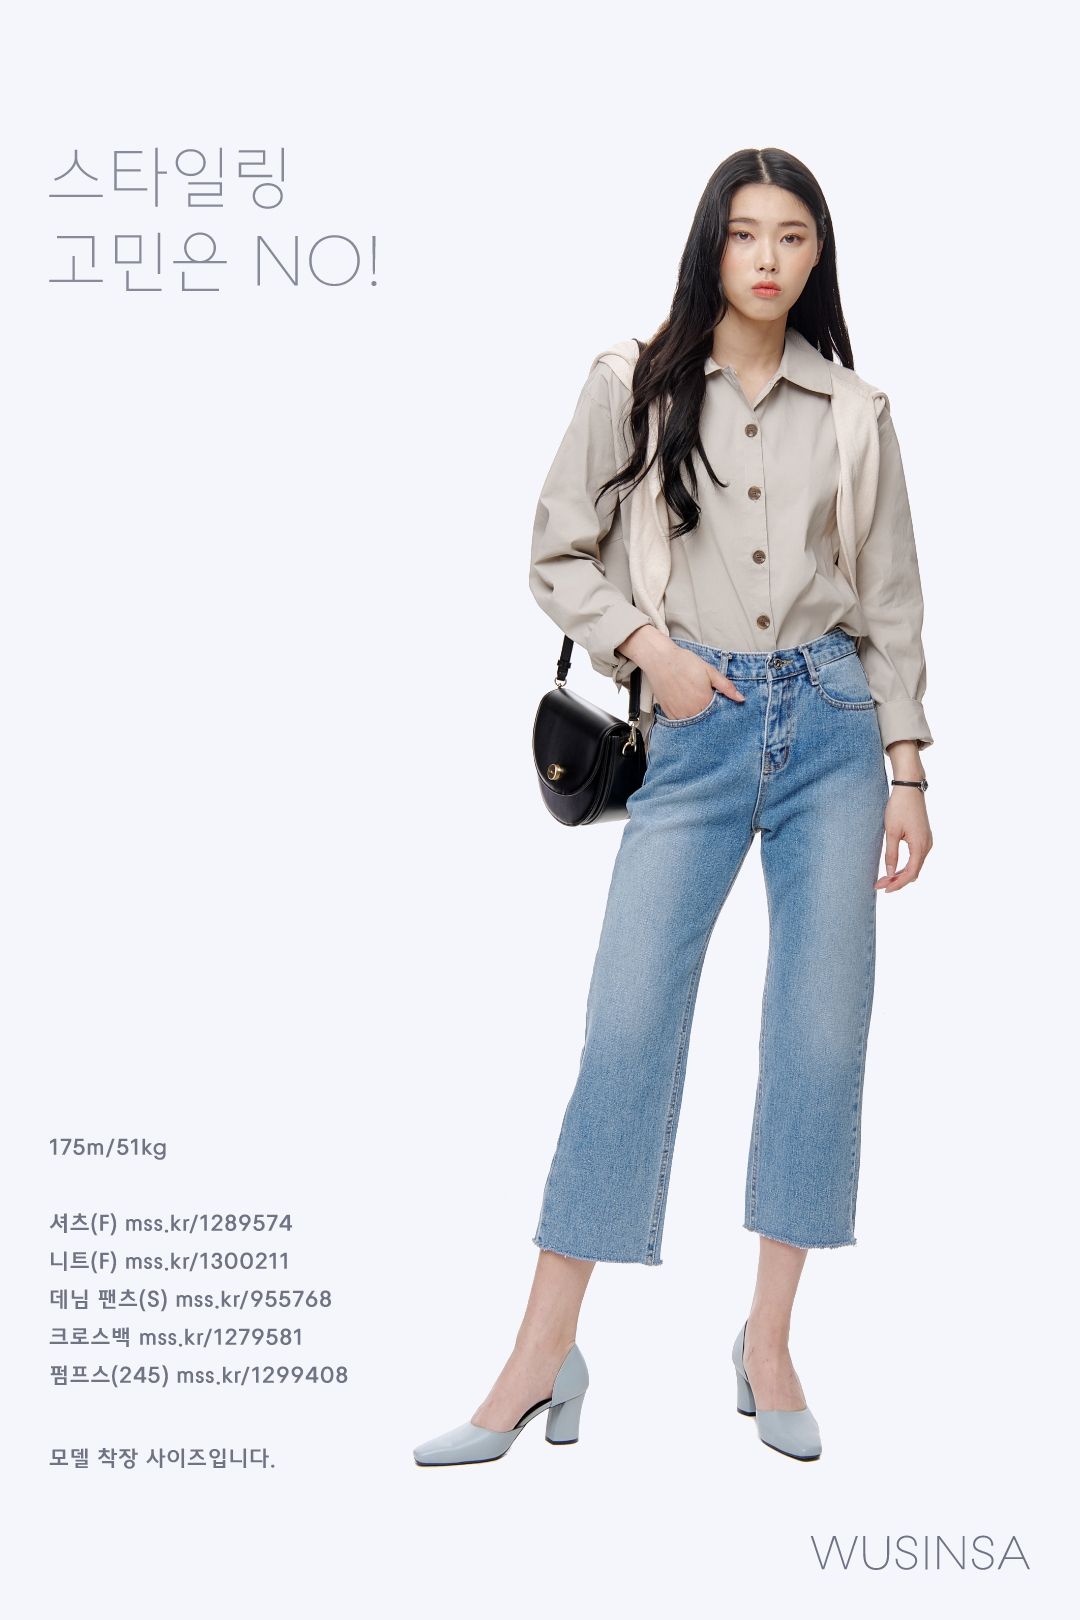 스타일링
고민은 NO!
175m/51kg
셔츠(F) mss.kr/1289574
니트(F) mss.kr/1300211
데님 팬츠(S) mss.kr/955768
크로스백 mss.kr/1279581
펌프스(245) mss.kr/1299408
모델 착장 사이즈입니다.
WUSINSA